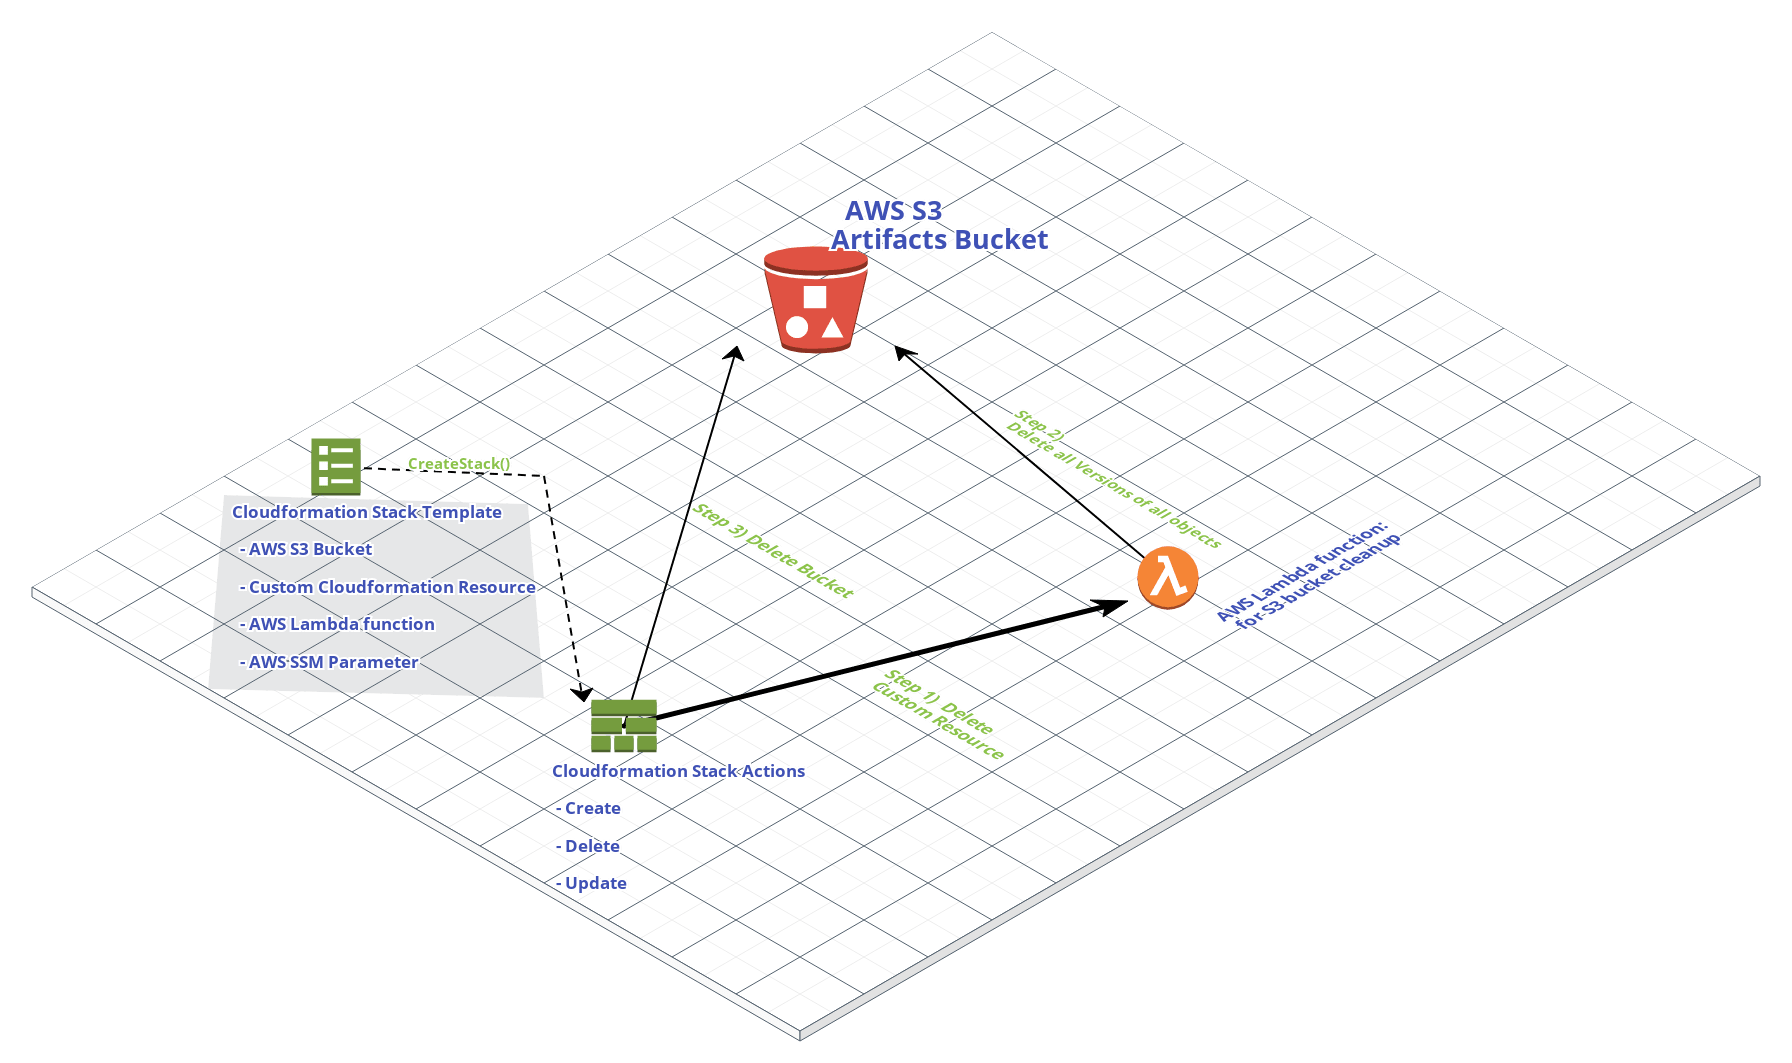 AWS S3
Artifacts Bucket
Step 2)
Delete all Versions of all objects
CreateStack()
Cloudformation Stack Template
- AWS S3 Bucket
- Custom Cloudformation Resource
- AWS Lambda function
- AWS SSM Parameter
Step 3) Delete Bucket
AWS Lambda function:
for S3 bucket cleanup
Step 1) Delete
Custom Resource
Cloudformation Stack Actions
- Create
- Delete
- Update